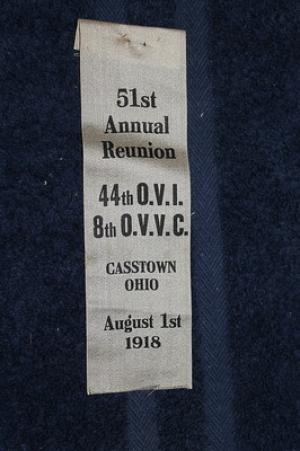 51st
Annual
Reunion
44th O.V.I.
8th O.V.V.C.
CASSTOWN
OHIO
August 1st
1918